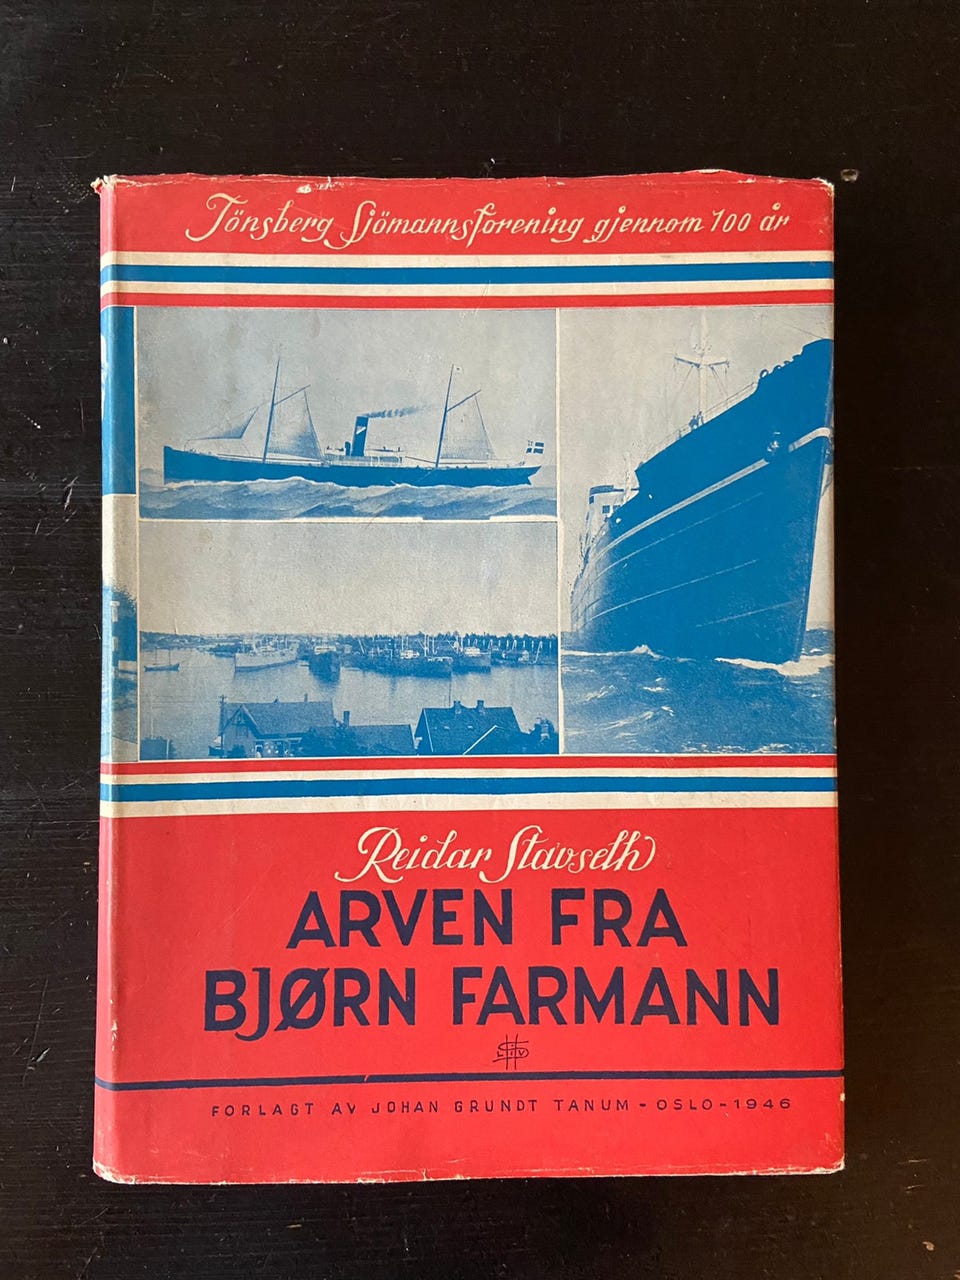 Tönsberg Sjömannsforening gjennom 100 år
Reidar Stavseth
ARVEN FRA
BJØRN FARMANN
FORLAGT AV JOHAN GRUNDT TANUM - OSLO - 1946